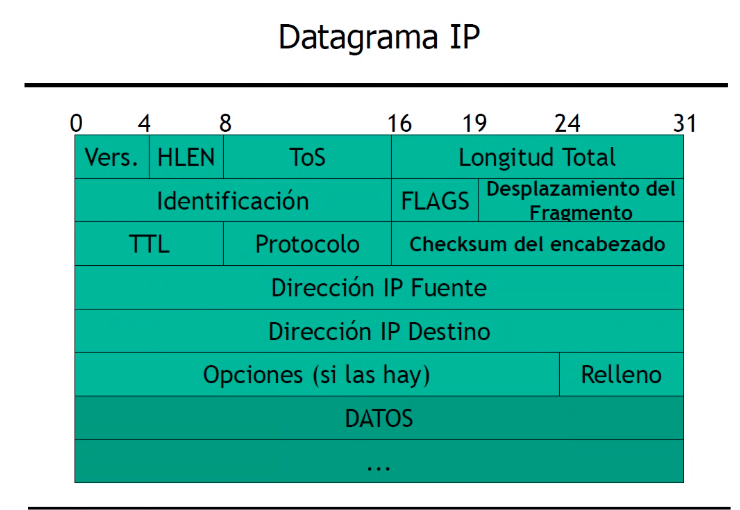 Datagrama IP
0 4 8 16 19 24 31
Vers. HLEN ToS Longitud Total
Identificación FLAGS Desplazamiento del
Fragmento
TTL Protocolo Checksum del encabezado
Dirección IP Fuente
Dirección IP Destino
Opciones (si las hay) Relleno
DATOS
...